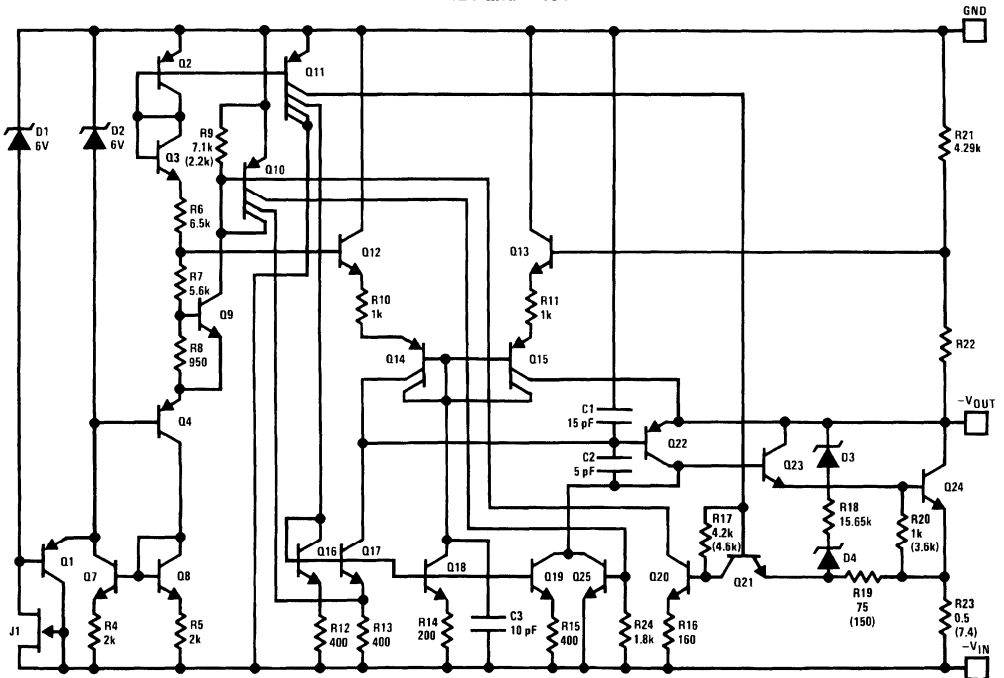 GND
Q2
Q11
D1
6V
D2
6V
R9
7.1k
(2.2k)
Q3
Q10
R21
4.29k
R6
6.5k
Q12
Q13
R7
5.6k
Q9
R10
1k
R11
1k
R8
950
Q14
Q15
R22
Q4
C1
15 pF
-VOUT
Q22
C2
5 pF
Q23
D3
Q24
R17
4.2k
(4.6k)
R18
15.65k
R20
1k
(3.6k)
Q1
Q7
Q8
Q16
Q17
Q18
Q19
Q25
Q20
Q21
D4
R19
75
(150)
J1
R4
2k
R5
2k
R12
400
R13
400
R14
200
C3
10 pF
R15
400
R24
1.8k
R16
160
R23
0.5
(7.4)
-VIN